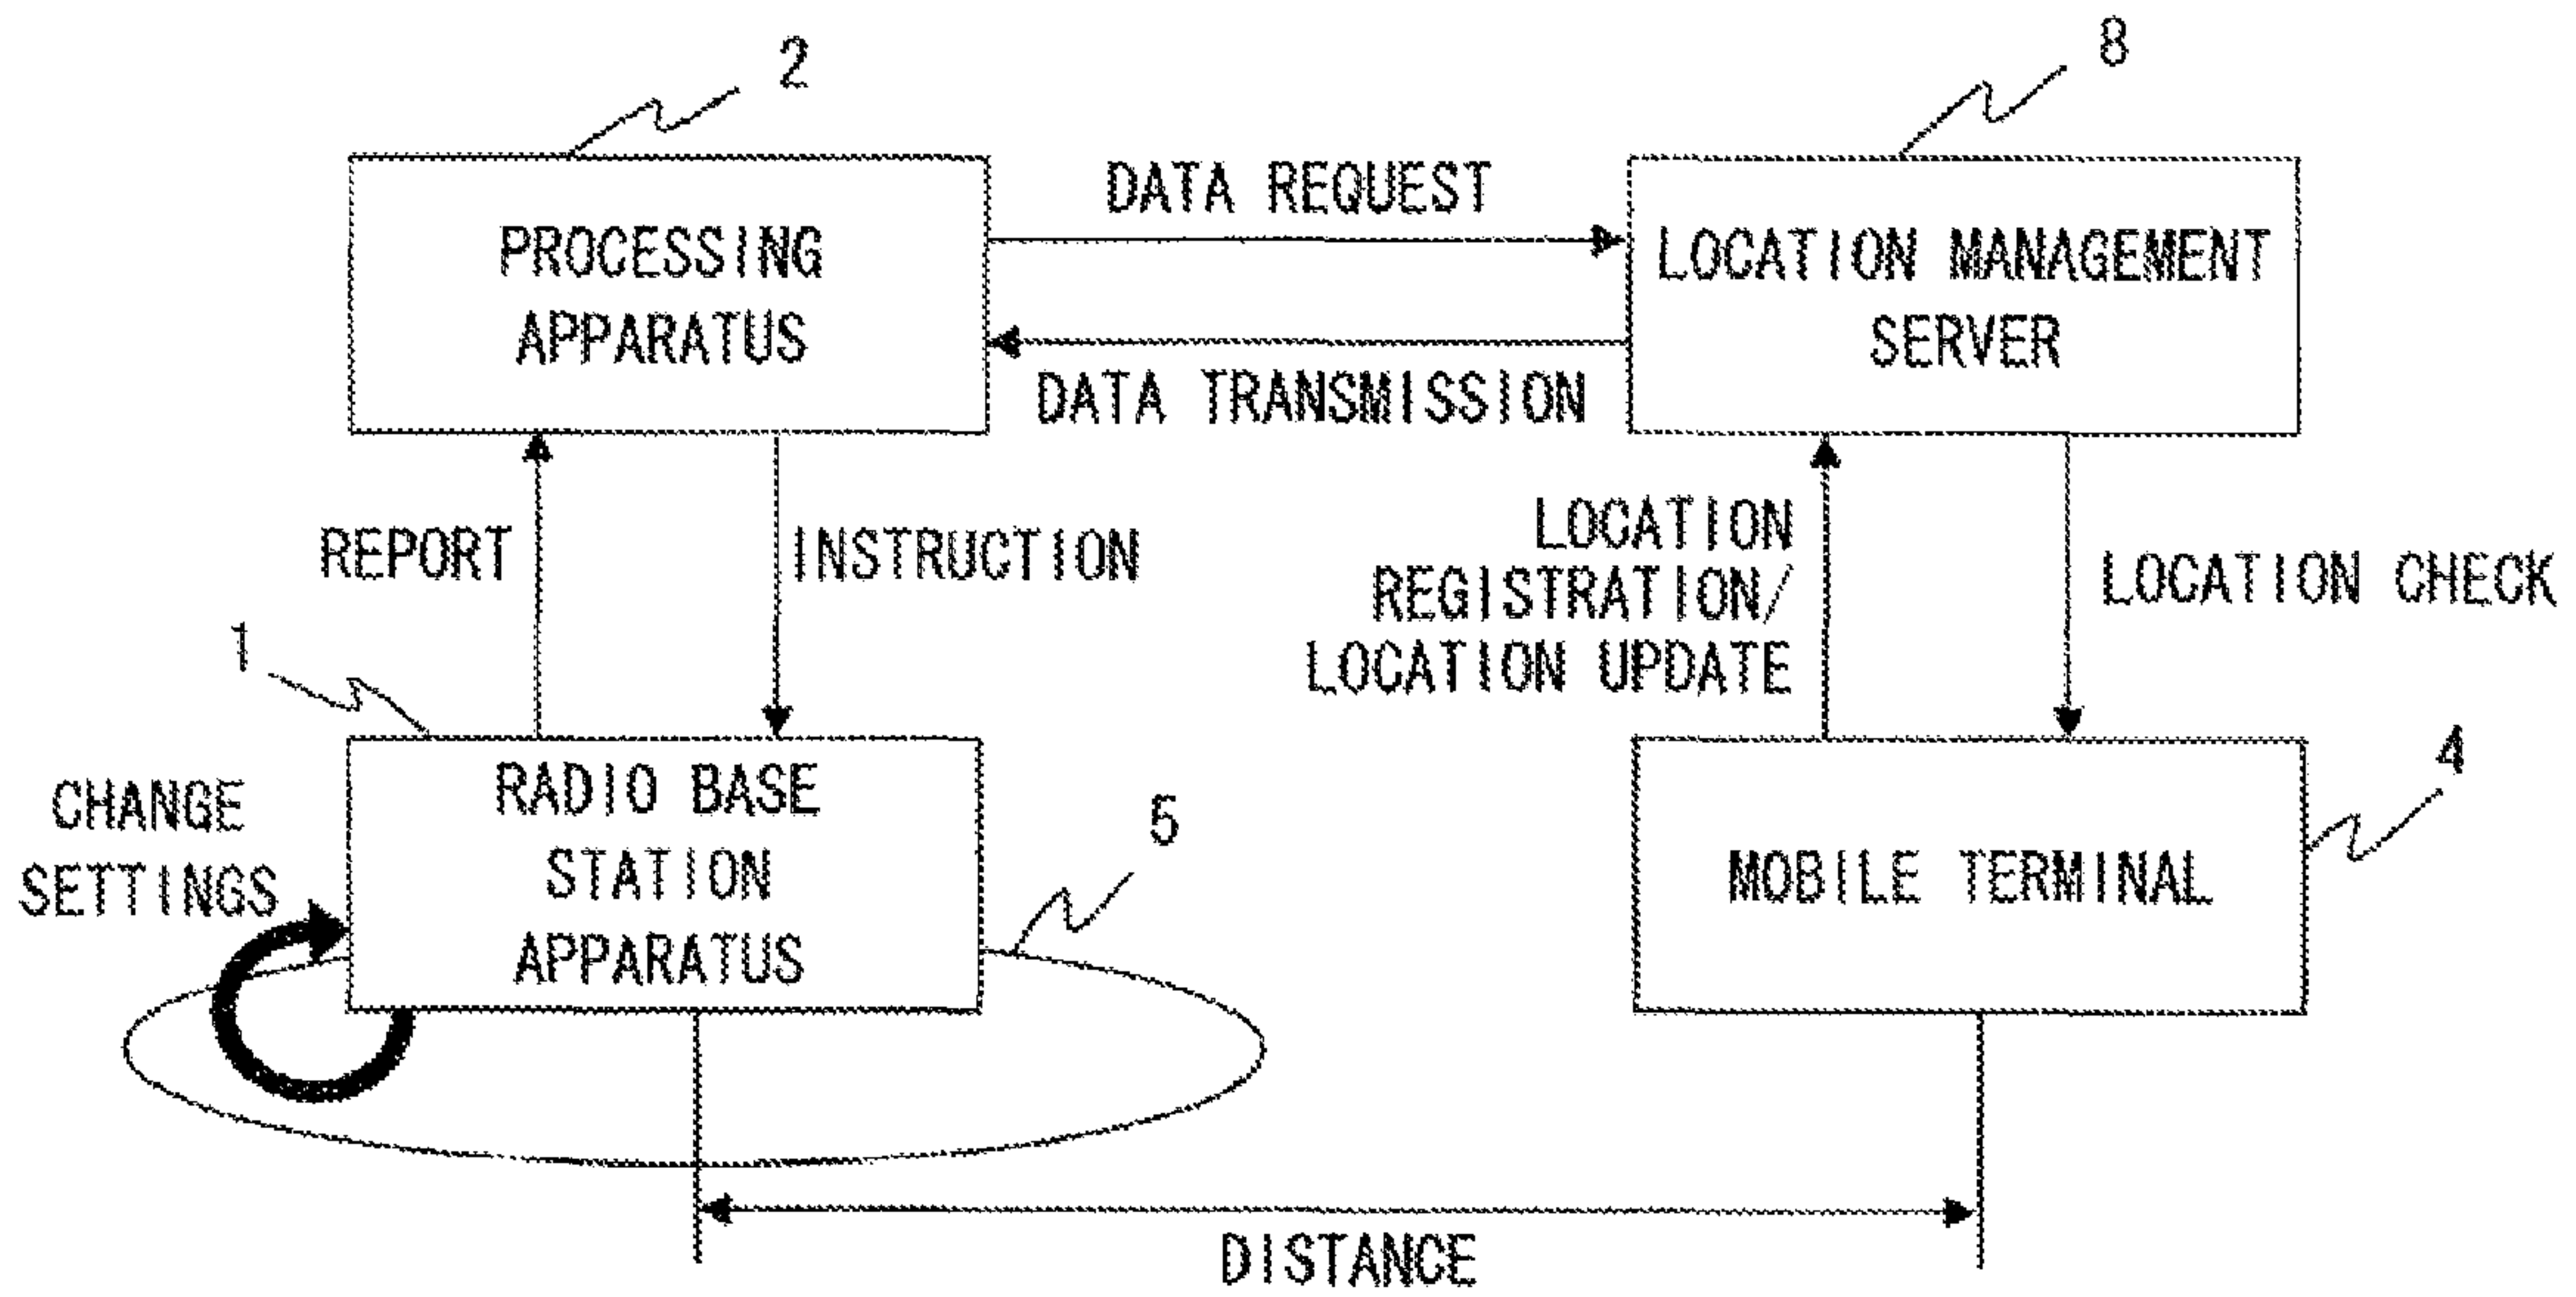 2
8
PROCESSING
APPARATUS
DATA REQUEST
DATA TRANSMISSION
LOCATION MANAGEMENT
SERVER
REPORT
INSTRUCTION
LOCATION
REGISTRATION/
LOCATION UPDATE
LOCATION CHECK
1
CHANGE
SETTINGS
RADIO BASE
STATION
APPARATUS
5
MOBILE TERMINAL
4
DISTANCE